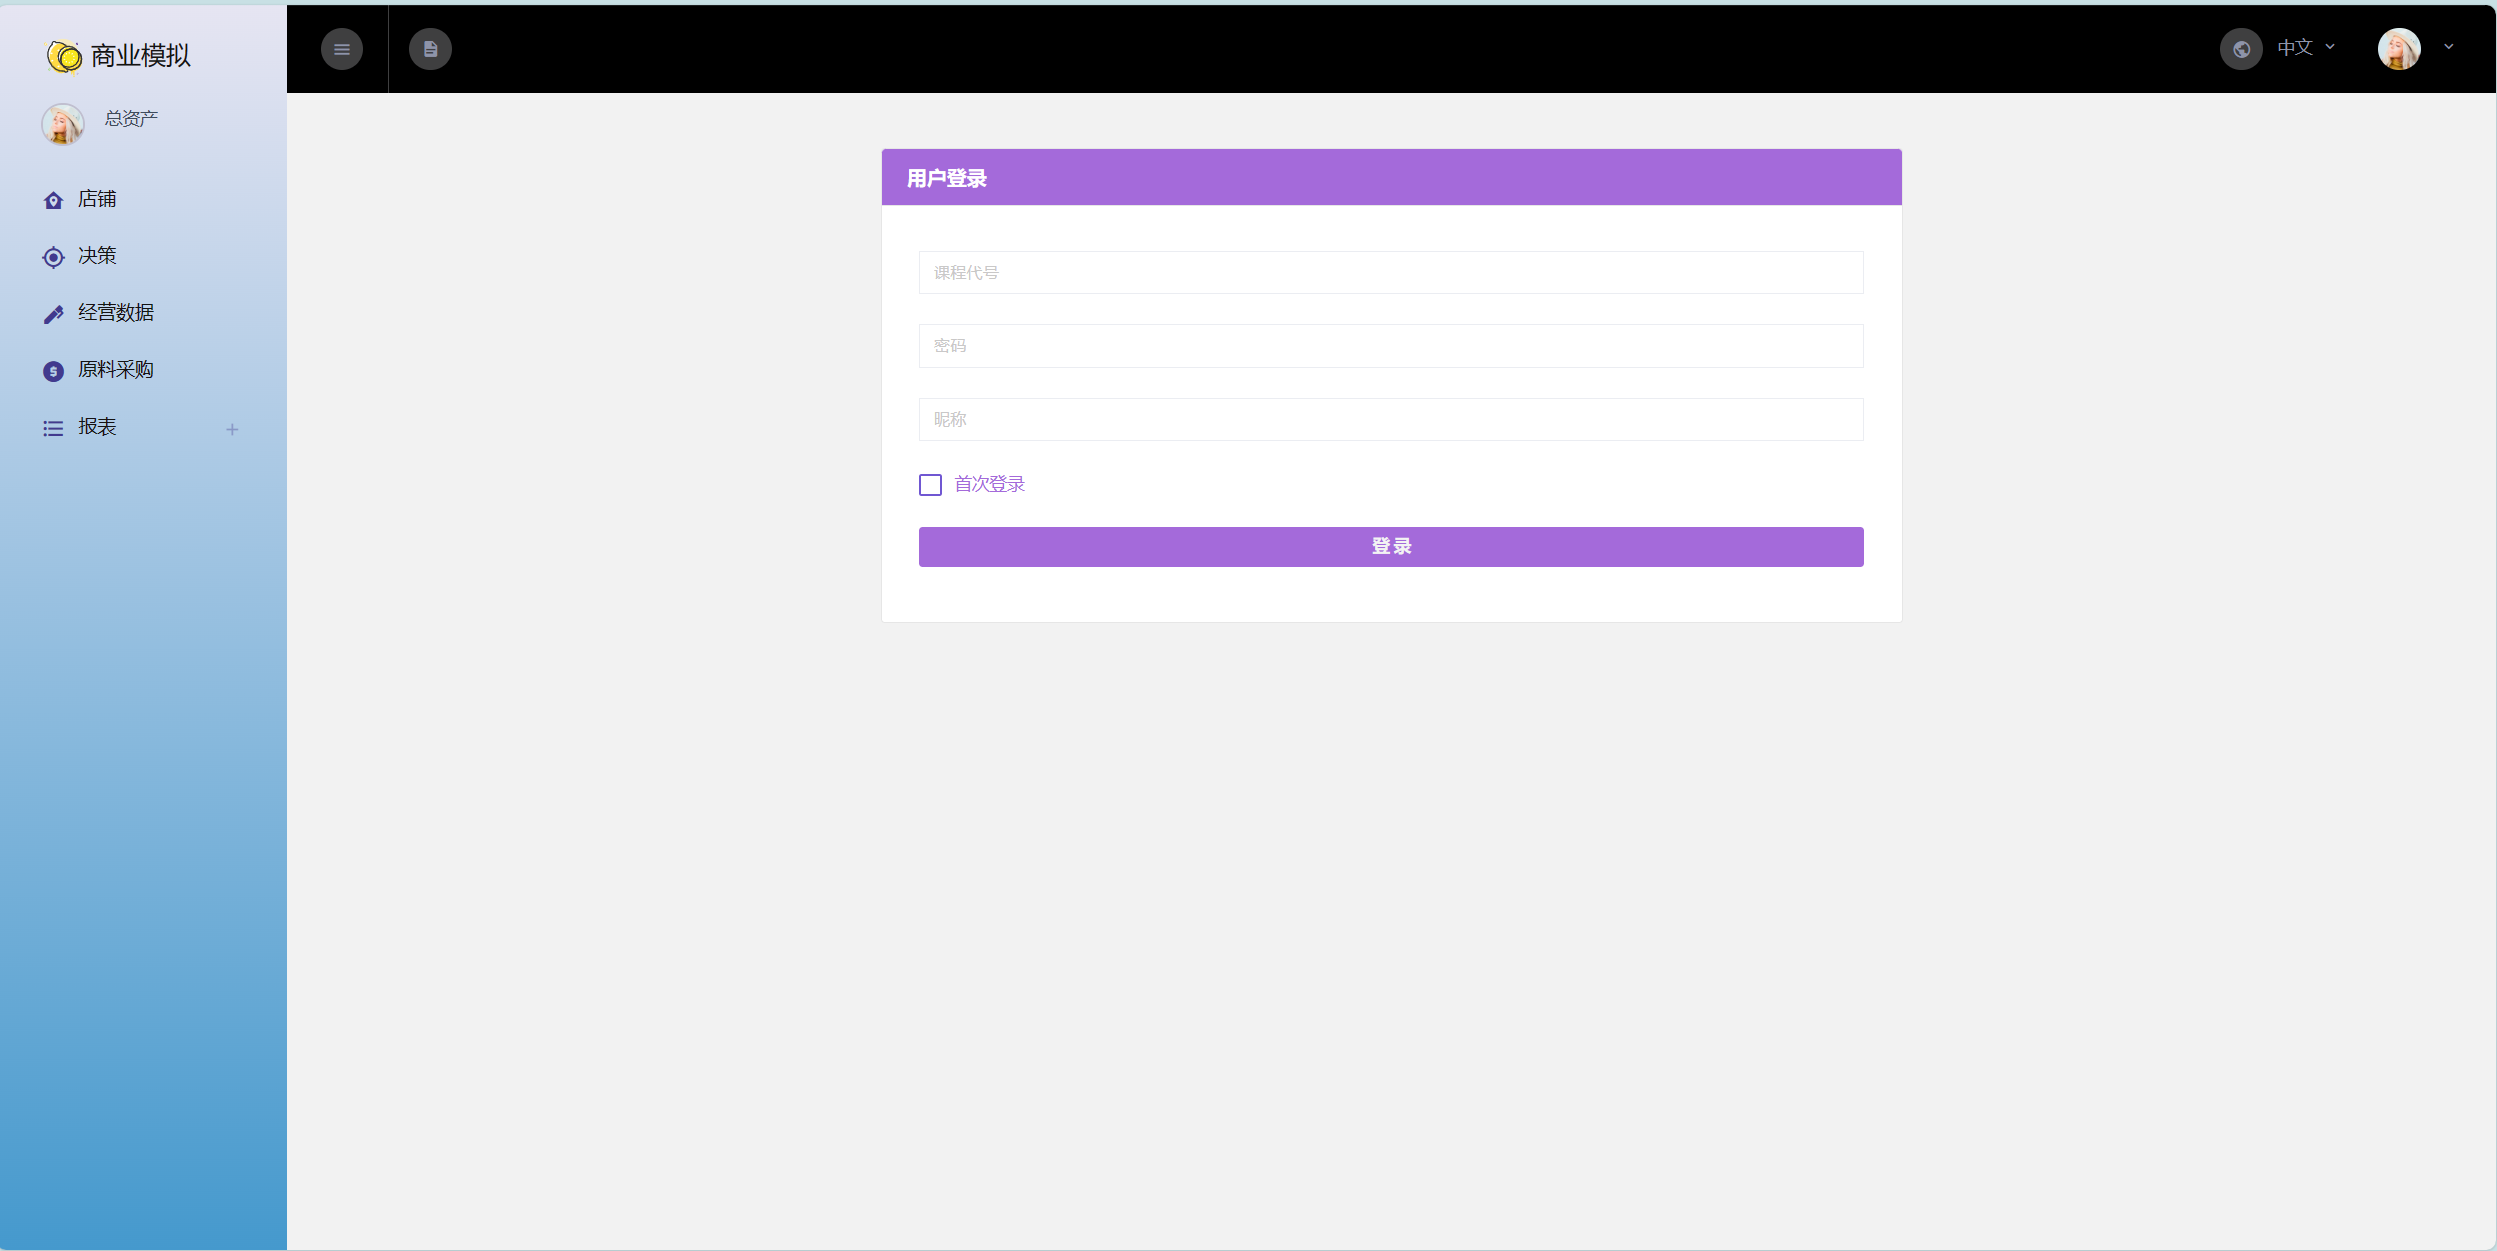 商业模拟
总资产
店铺
决策
经营数据
原料采购
报表
中文
用户登录
课程代号
密码
昵称
首次登录
登录